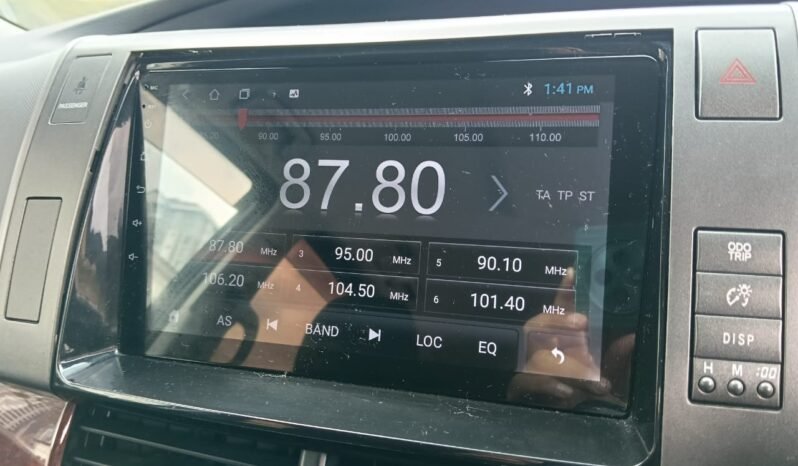 1:41 PM
MIC
PASSENGER
90.00 95.00 100.00 105.00 110.00
87.80
TA TP ST
87.80 MHz 3 95.00 MHz 5 90.10 MHz
106.20 MHz 4 104.50 MHz 6 101.40 MHz
AS BAND LOC EQ
ODO
TRIP
DISP
H M :00